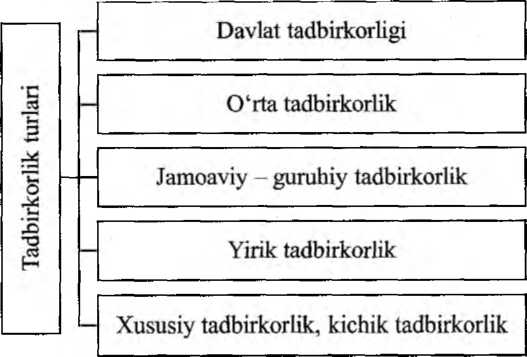 Tadbirkorlik turlari
Davlat tadbirkorligi
O‘rta tadbirkorlik
Jamoaviy – guruhiy tadbirkorlik
Yirik tadbirkorlik
Xususiy tadbirkorlik, kichik tadbirkorlik